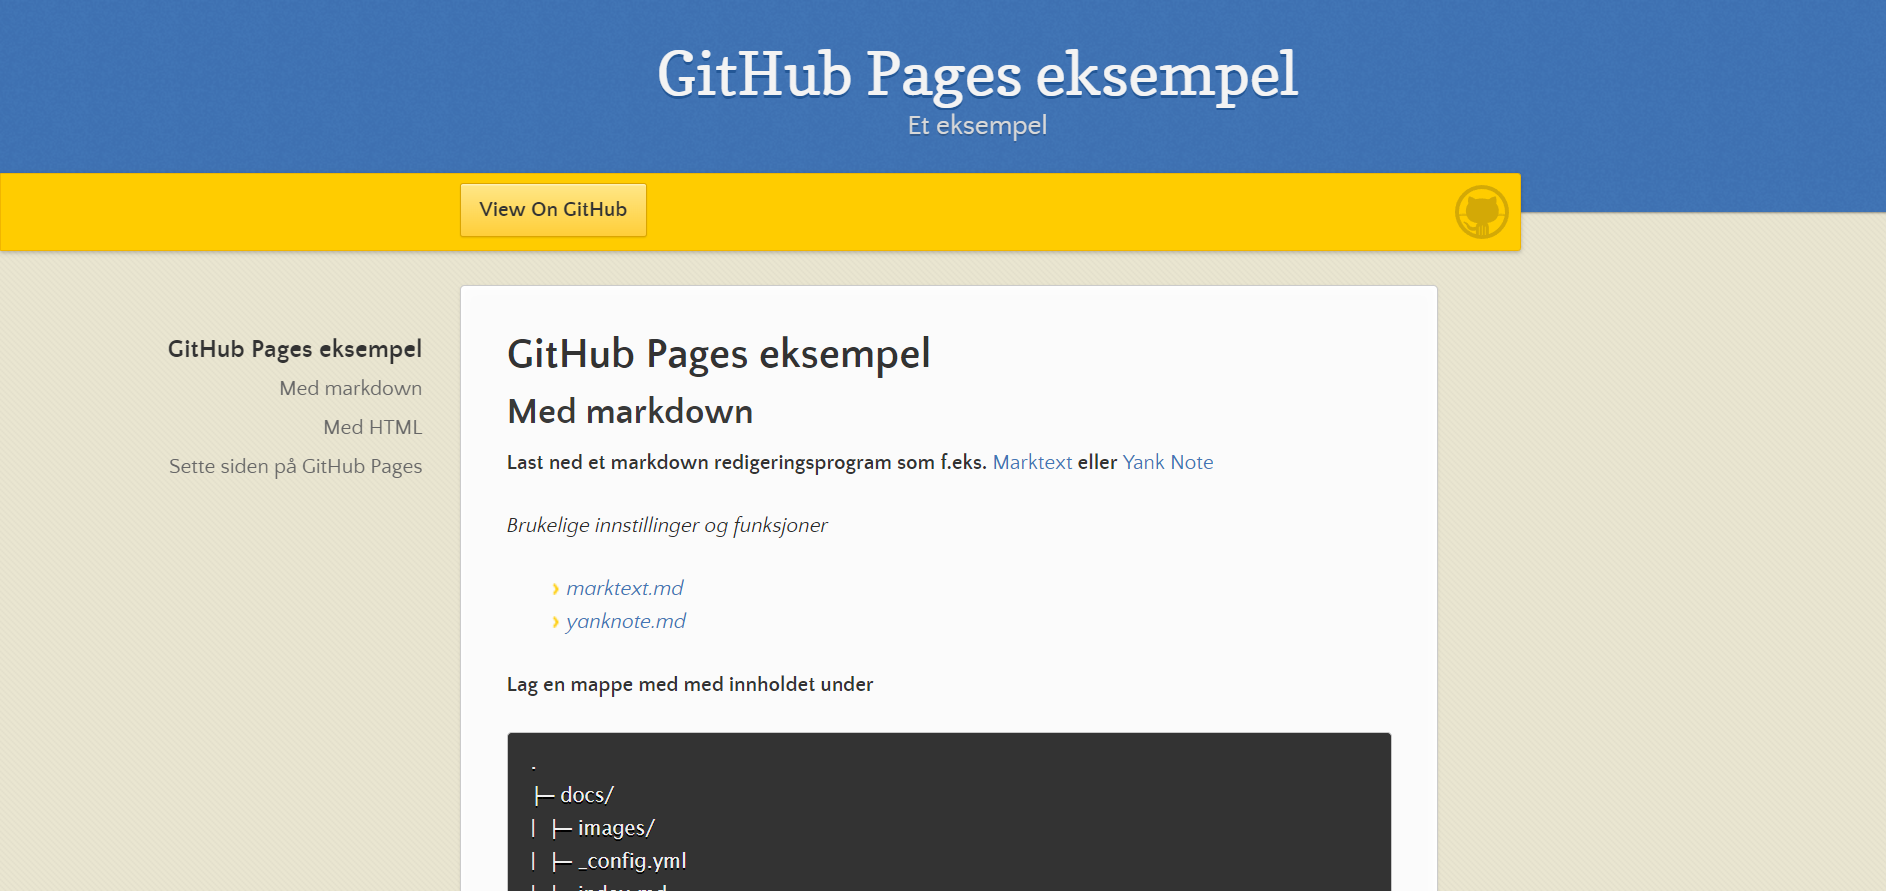 GitHub Pages eksempel
Et eksempel
View On GitHub
GitHub Pages eksempel
Med markdown
Med HTML
Sette siden på GitHub Pages
GitHub Pages eksempel
Med markdown
Last ned et markdown redigeringsprogram som f.eks. Marktext eller Yank Note
Brukelige innstillinger og funksjoner
› marktext.md
› yanknote.md
Lag en mappe med med innholdet under
.
├─ docs/
| ├─ images/
| ├─ _config.yml
| ├─ index.md